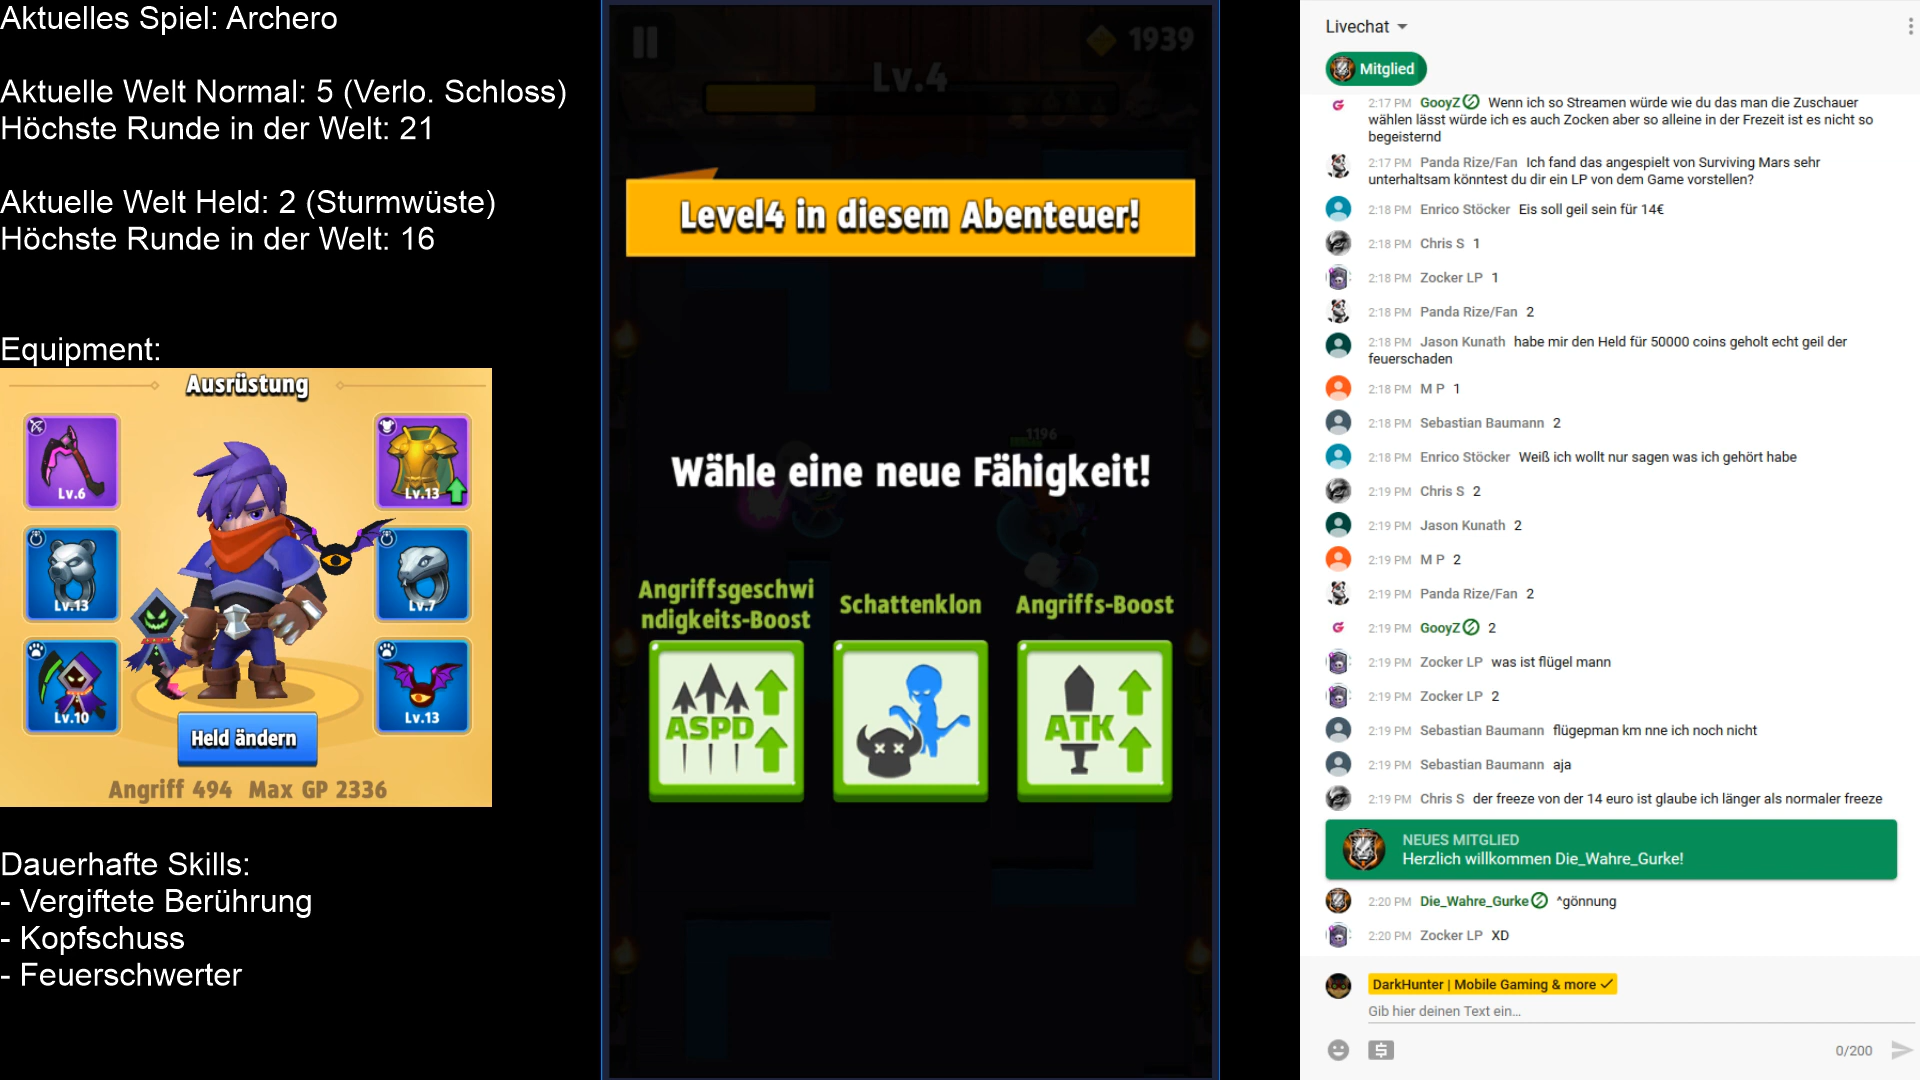 Aktuelles Spiel: Archero
Aktuelle Welt Normal: 5 (Verlo. Schloss)
Höchste Runde in der Welt: 21
Aktuelle Welt Held: 2 (Sturmwüste)
Höchste Runde in der Welt: 16
Equipment:
Ausrüstung
Lv.6
Lv.13
Lv.13
Lv.7
Lv.10
Lv.13
Held ändern
Angriff 494 Max GP 2336
Dauerhafte Skills:
- Vergiftete Berührung
- Kopfschuss
- Feuerschwerter
1939
Lv.4
Level4 in diesem Abenteuer!
1196
Wähle eine neue Fähigkeit!
Angriffsgeschwi
ndigkeits-Boost
Schattenklon
Angriffs-Boost
ASPD
ATK
Livechat
Mitglied
2:17 PM GooyZ Wenn ich so Streamen würde wie du das man die Zuschauer
wählen lässt würde ich es auch Zocken aber so alleine in der Frezeit ist es nicht so
begeisternd
2:17 PM Panda Rize/Fan Ich fand das angespielt von Surviving Mars sehr
unterhaltsam könntest du dir ein LP von dem Game vorstellen?
2:18 PM Enrico Stöcker Eis soll geil sein für 14€
2:18 PM Chris S 1
2:18 PM Zocker LP 1
2:18 PM Panda Rize/Fan 2
2:18 PM Jason Kunath habe mir den Held für 50000 coins geholt echt geil der
feuerschaden
2:18 PM M P 1
2:18 PM Sebastian Baumann 2
2:18 PM Enrico Stöcker Weiß ich wollt nur sagen was ich gehört habe
2:19 PM Chris S 2
2:19 PM Jason Kunath 2
2:19 PM M P 2
2:19 PM Panda Rize/Fan 2
2:19 PM GooyZ 2
2:19 PM Zocker LP was ist flügel mann
2:19 PM Zocker LP 2
2:19 PM Sebastian Baumann flügepman km nne ich noch nicht
2:19 PM Sebastian Baumann aja
2:19 PM Chris S der freeze von der 14 euro ist glaube ich länger als normaler freeze
NEUES MITGLIED
Herzlich willkommen Die_Wahre_Gurke!
2:20 PM Die_Wahre_Gurke ^gönnung
2:20 PM Zocker LP XD
DarkHunter | Mobile Gaming & more
Gib hier deinen Text ein...
0/200